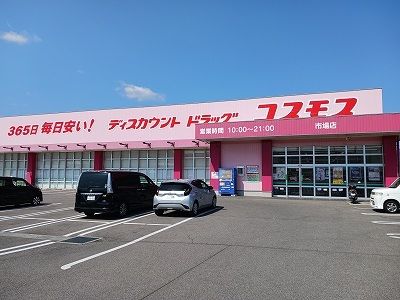 365日 毎日安い! ディスカウント ドラッグ コスモス
営業時間 10:00~21:00 市場店